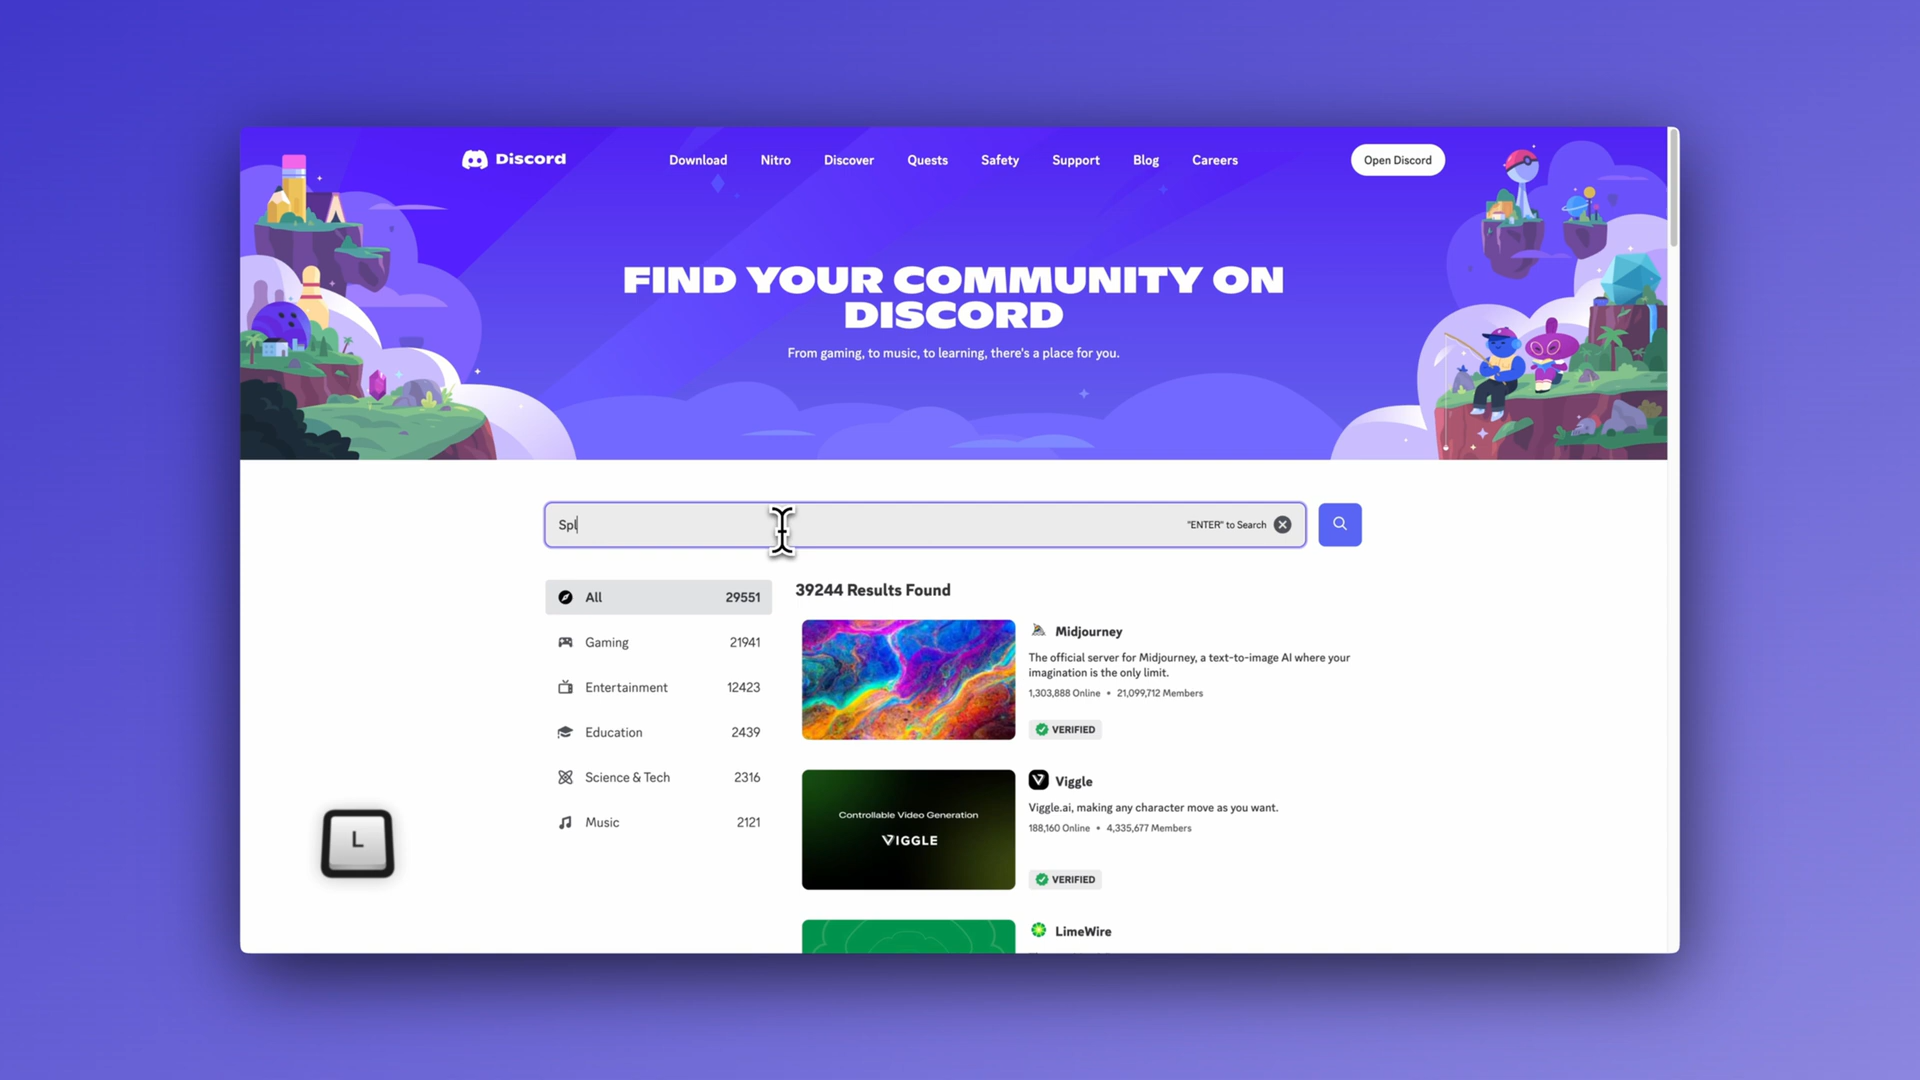 Discord
Download Nitro Discover Quests Safety Support Blog Careers
Open Discord
FIND YOUR COMMUNITY ON
DISCORD
From gaming, to music, to learning, there's a place for you.
Spl
"ENTER" to Search
All 29551
Gaming 21941
Entertainment 12423
Education 2439
Science & Tech 2316
Music 2121
39244 Results Found
Midjourney
The official server for Midjourney, a text-to-image AI where your
imagination is the only limit.
1,303,888 Online • 21,099,712 Members
VERIFIED
Controllable Video Generation
VIGGLE
Viggle
Viggle.ai, making any character move as you want.
188,160 Online • 4,335,677 Members
VERIFIED
LimeWire
L